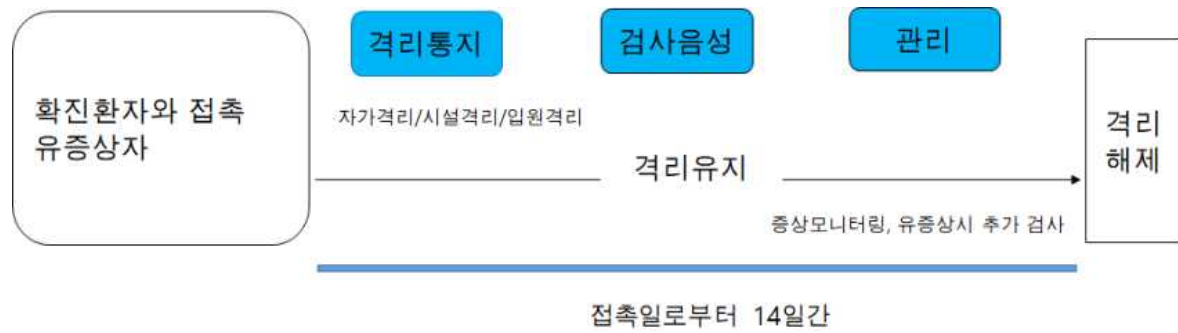 격리통지
검사음성
관리
확진환자와 접촉
유증상자
자가격리/시설격리/입원격리
격리유지
증상모니터링, 유증상시 추가 검사
격리
해제
접촉일로부터 14일간